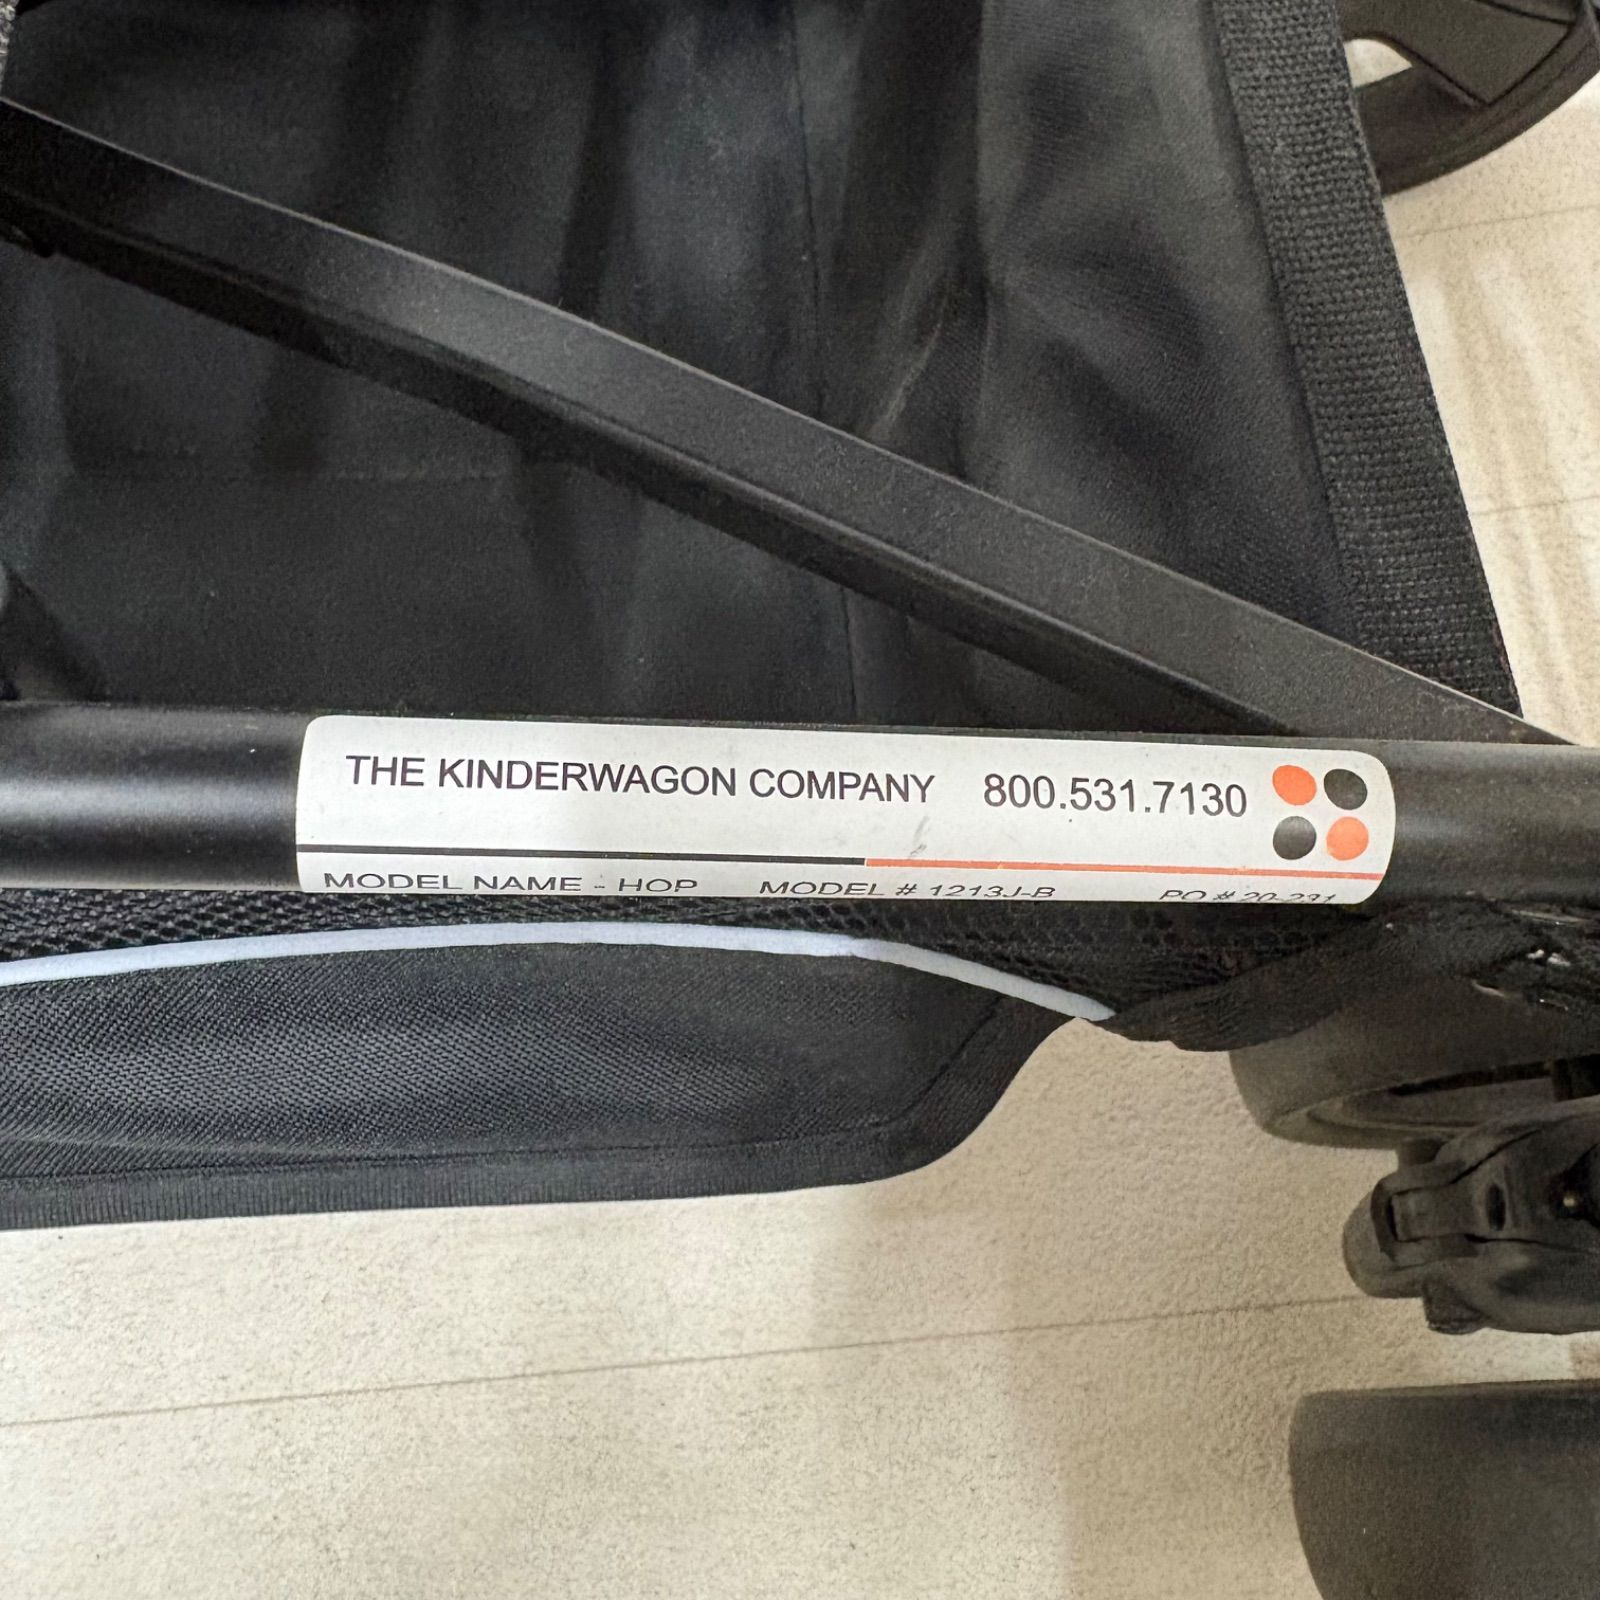 THE KINDERWAGON COMPANY 800.531.7130
MODEL NAME - HOP MODEL # 1213J-B PO # 20-231